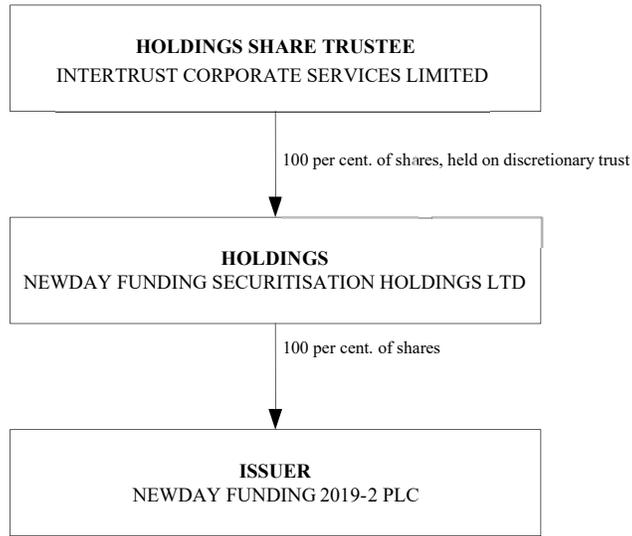 HOLDINGS SHARE TRUSTEE
INTERTRUST CORPORATE SERVICES LIMITED
100 per cent. of shares, held on discretionary trust
HOLDINGS
NEWDAY FUNDING SECURITISATION HOLDINGS LTD
100 per cent. of shares
ISSUER
NEWDAY FUNDING 2019-2 PLC